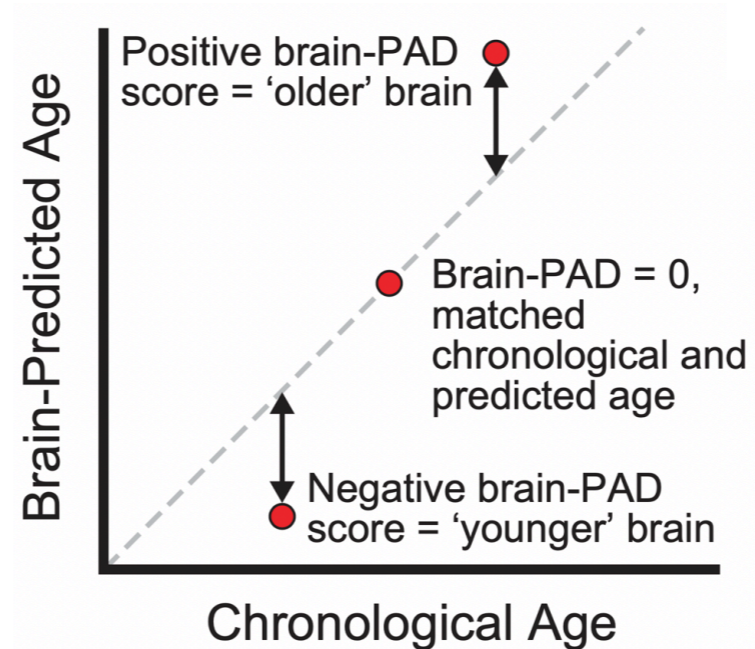 Positive brain-PAD
score = ‘older’ brain
Brain-Predicted Age
Brain-PAD = 0,
matched
chronological and
predicted age
Negative brain-PAD
score = ‘younger’ brain
Chronological Age